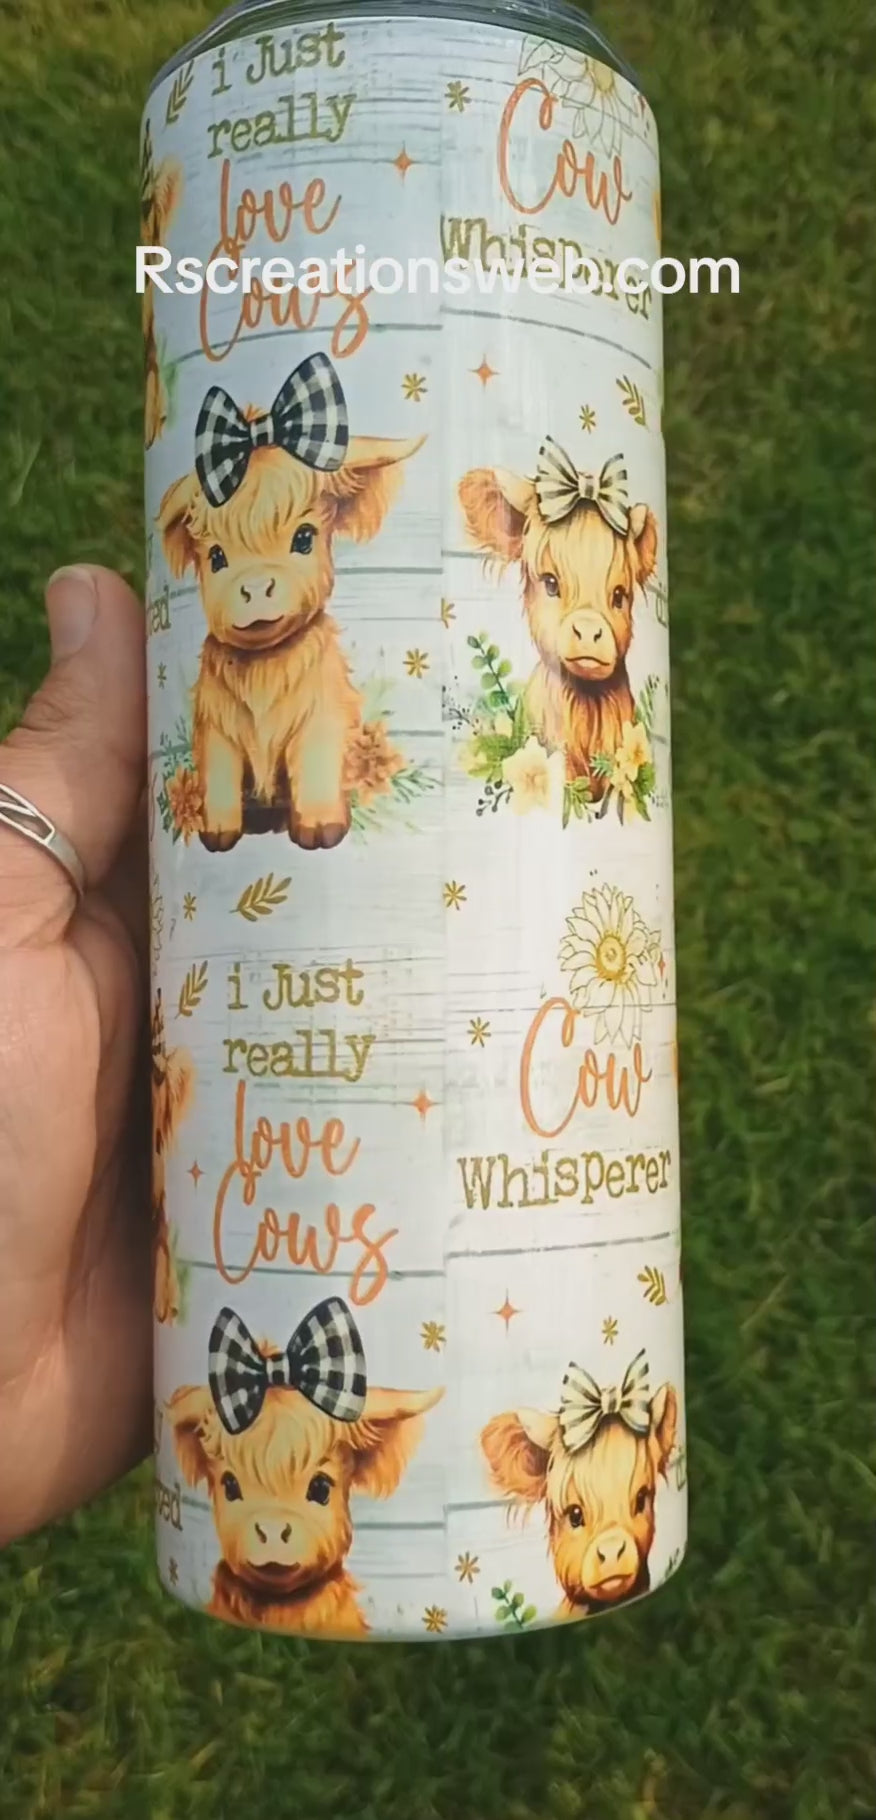 i Just
really
love
Cows
Cow
Whisperer
Rscreationsweb.com
i Just
really
love
Cows
Cow
Whisperer